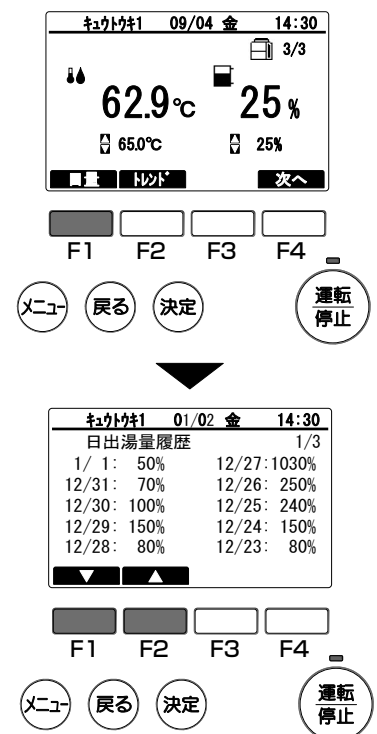 ｷｭｳﾄｳｷ1 09/04 金 14:30
3/3
62.9℃ 25%
65.0℃ 25%
日量 ﾄﾚﾝﾄﾞ 次へ
F1 F2 F3 F4
メニュー 戻る 決定 運転
停止
ｷｭｳﾄｳｷ1 01/02 金 14:30
日出湯量履歴 1/3
1/ 1: 50% 12/27:1030%
12/31: 70% 12/26: 250%
12/30: 100% 12/25: 240%
12/29: 150% 12/24: 150%
12/28: 80% 12/23: 80%
▼ ▲
F1 F2 F3 F4
メニュー 戻る 決定 運転
停止